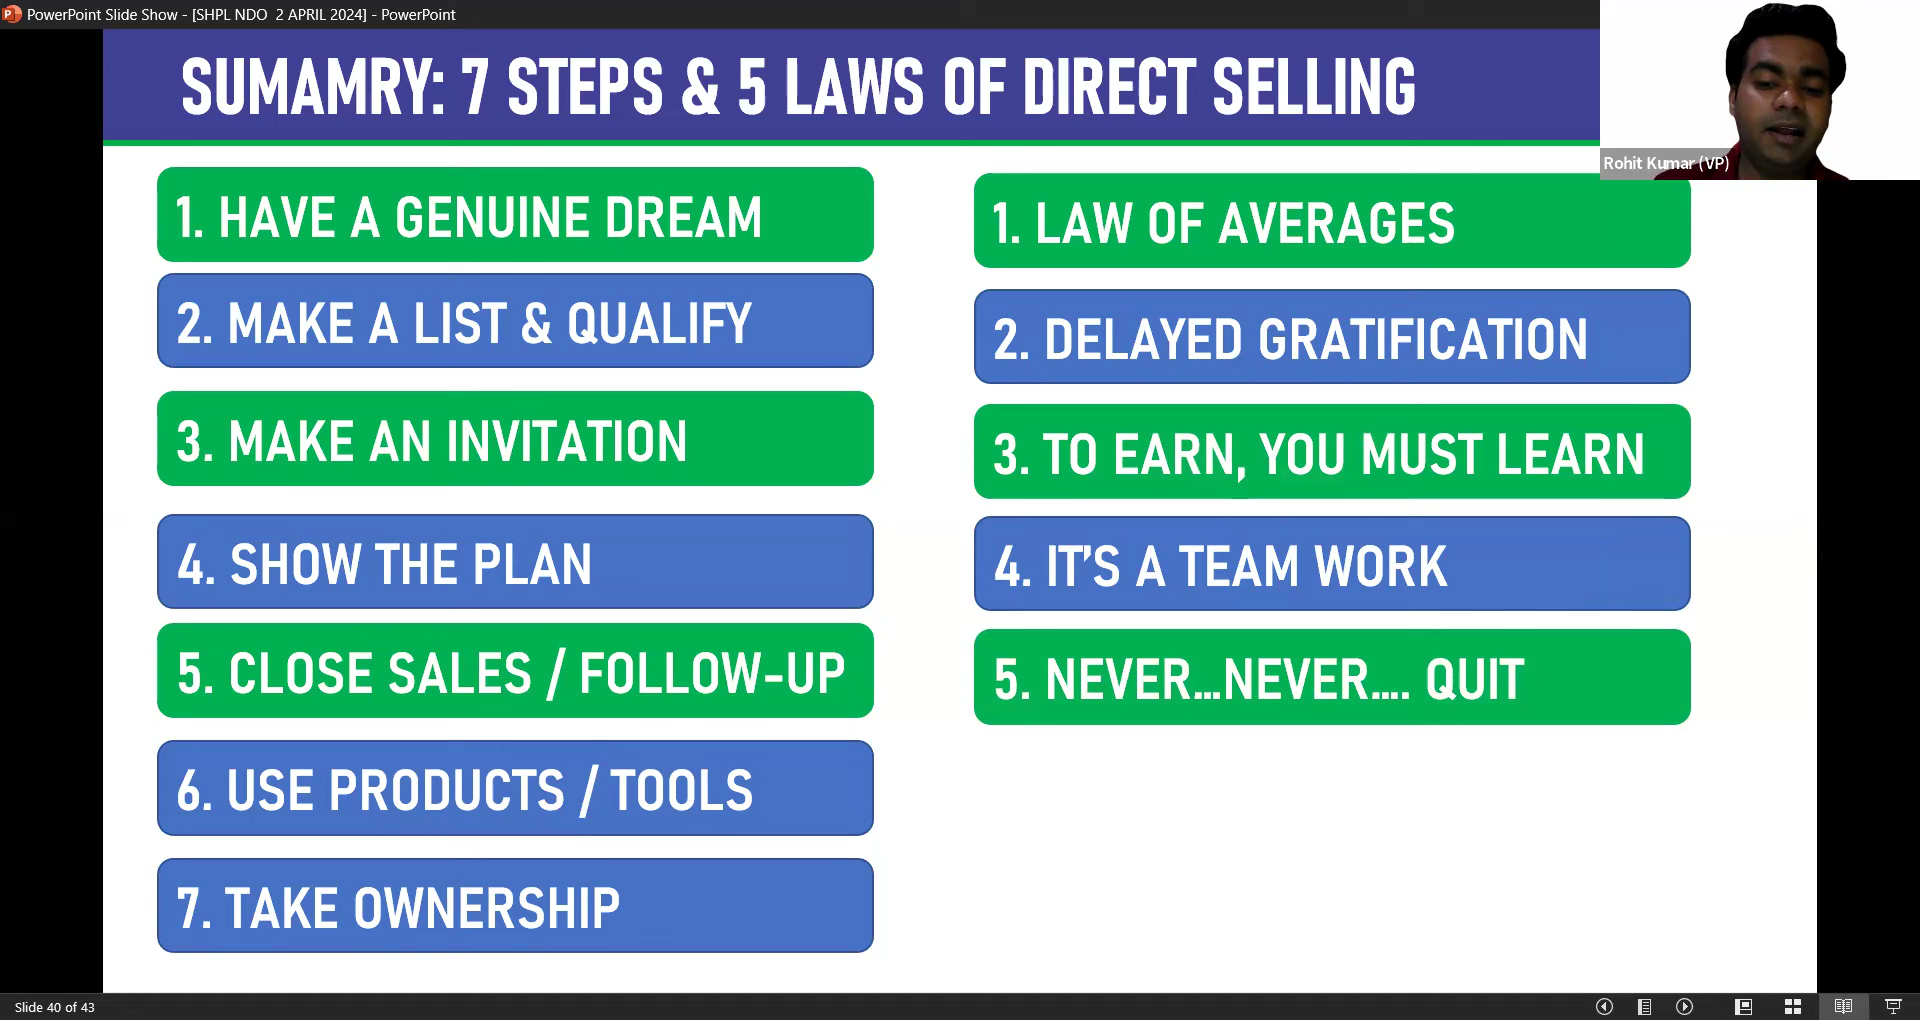 PowerPoint Slide Show - [SHPL NDO  2 APRIL 2024] - PowerPoint
SUMAMRY: 7 STEPS & 5 LAWS OF DIRECT SELLING
Rohit Kumar (VP)
1. HAVE A GENUINE DREAM
2. MAKE A LIST & QUALIFY
3. MAKE AN INVITATION
4. SHOW THE PLAN
5. CLOSE SALES / FOLLOW-UP
6. USE PRODUCTS / TOOLS
7. TAKE OWNERSHIP
1. LAW OF AVERAGES
2. DELAYED GRATIFICATION
3. TO EARN, YOU MUST LEARN
4. IT’S A TEAM WORK
5. NEVER...NEVER.... QUIT
Slide 40 of 43